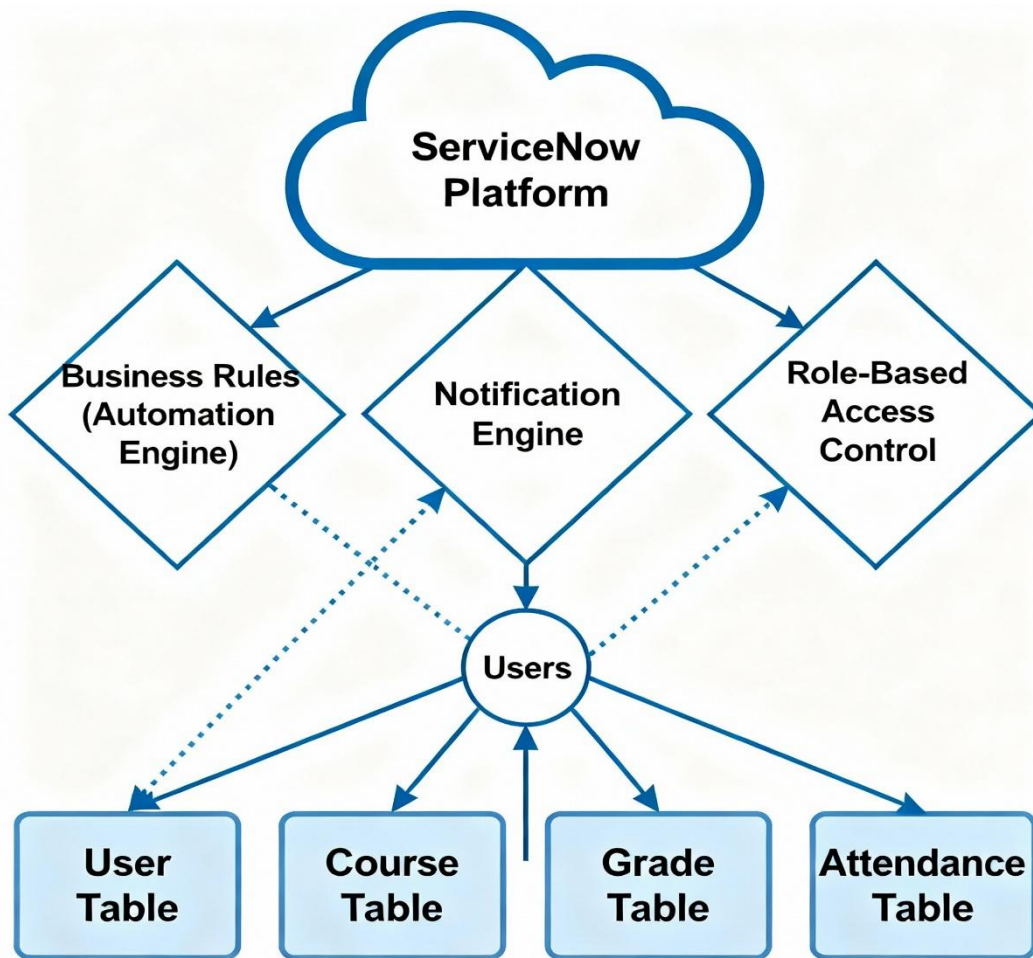 ServiceNow
Platform
Business Rules
(Automation
Engine)
Notification
Engine
Role-Based
Access
Control
Users
User
Table
Course
Table
Grade
Table
Attendance
Table